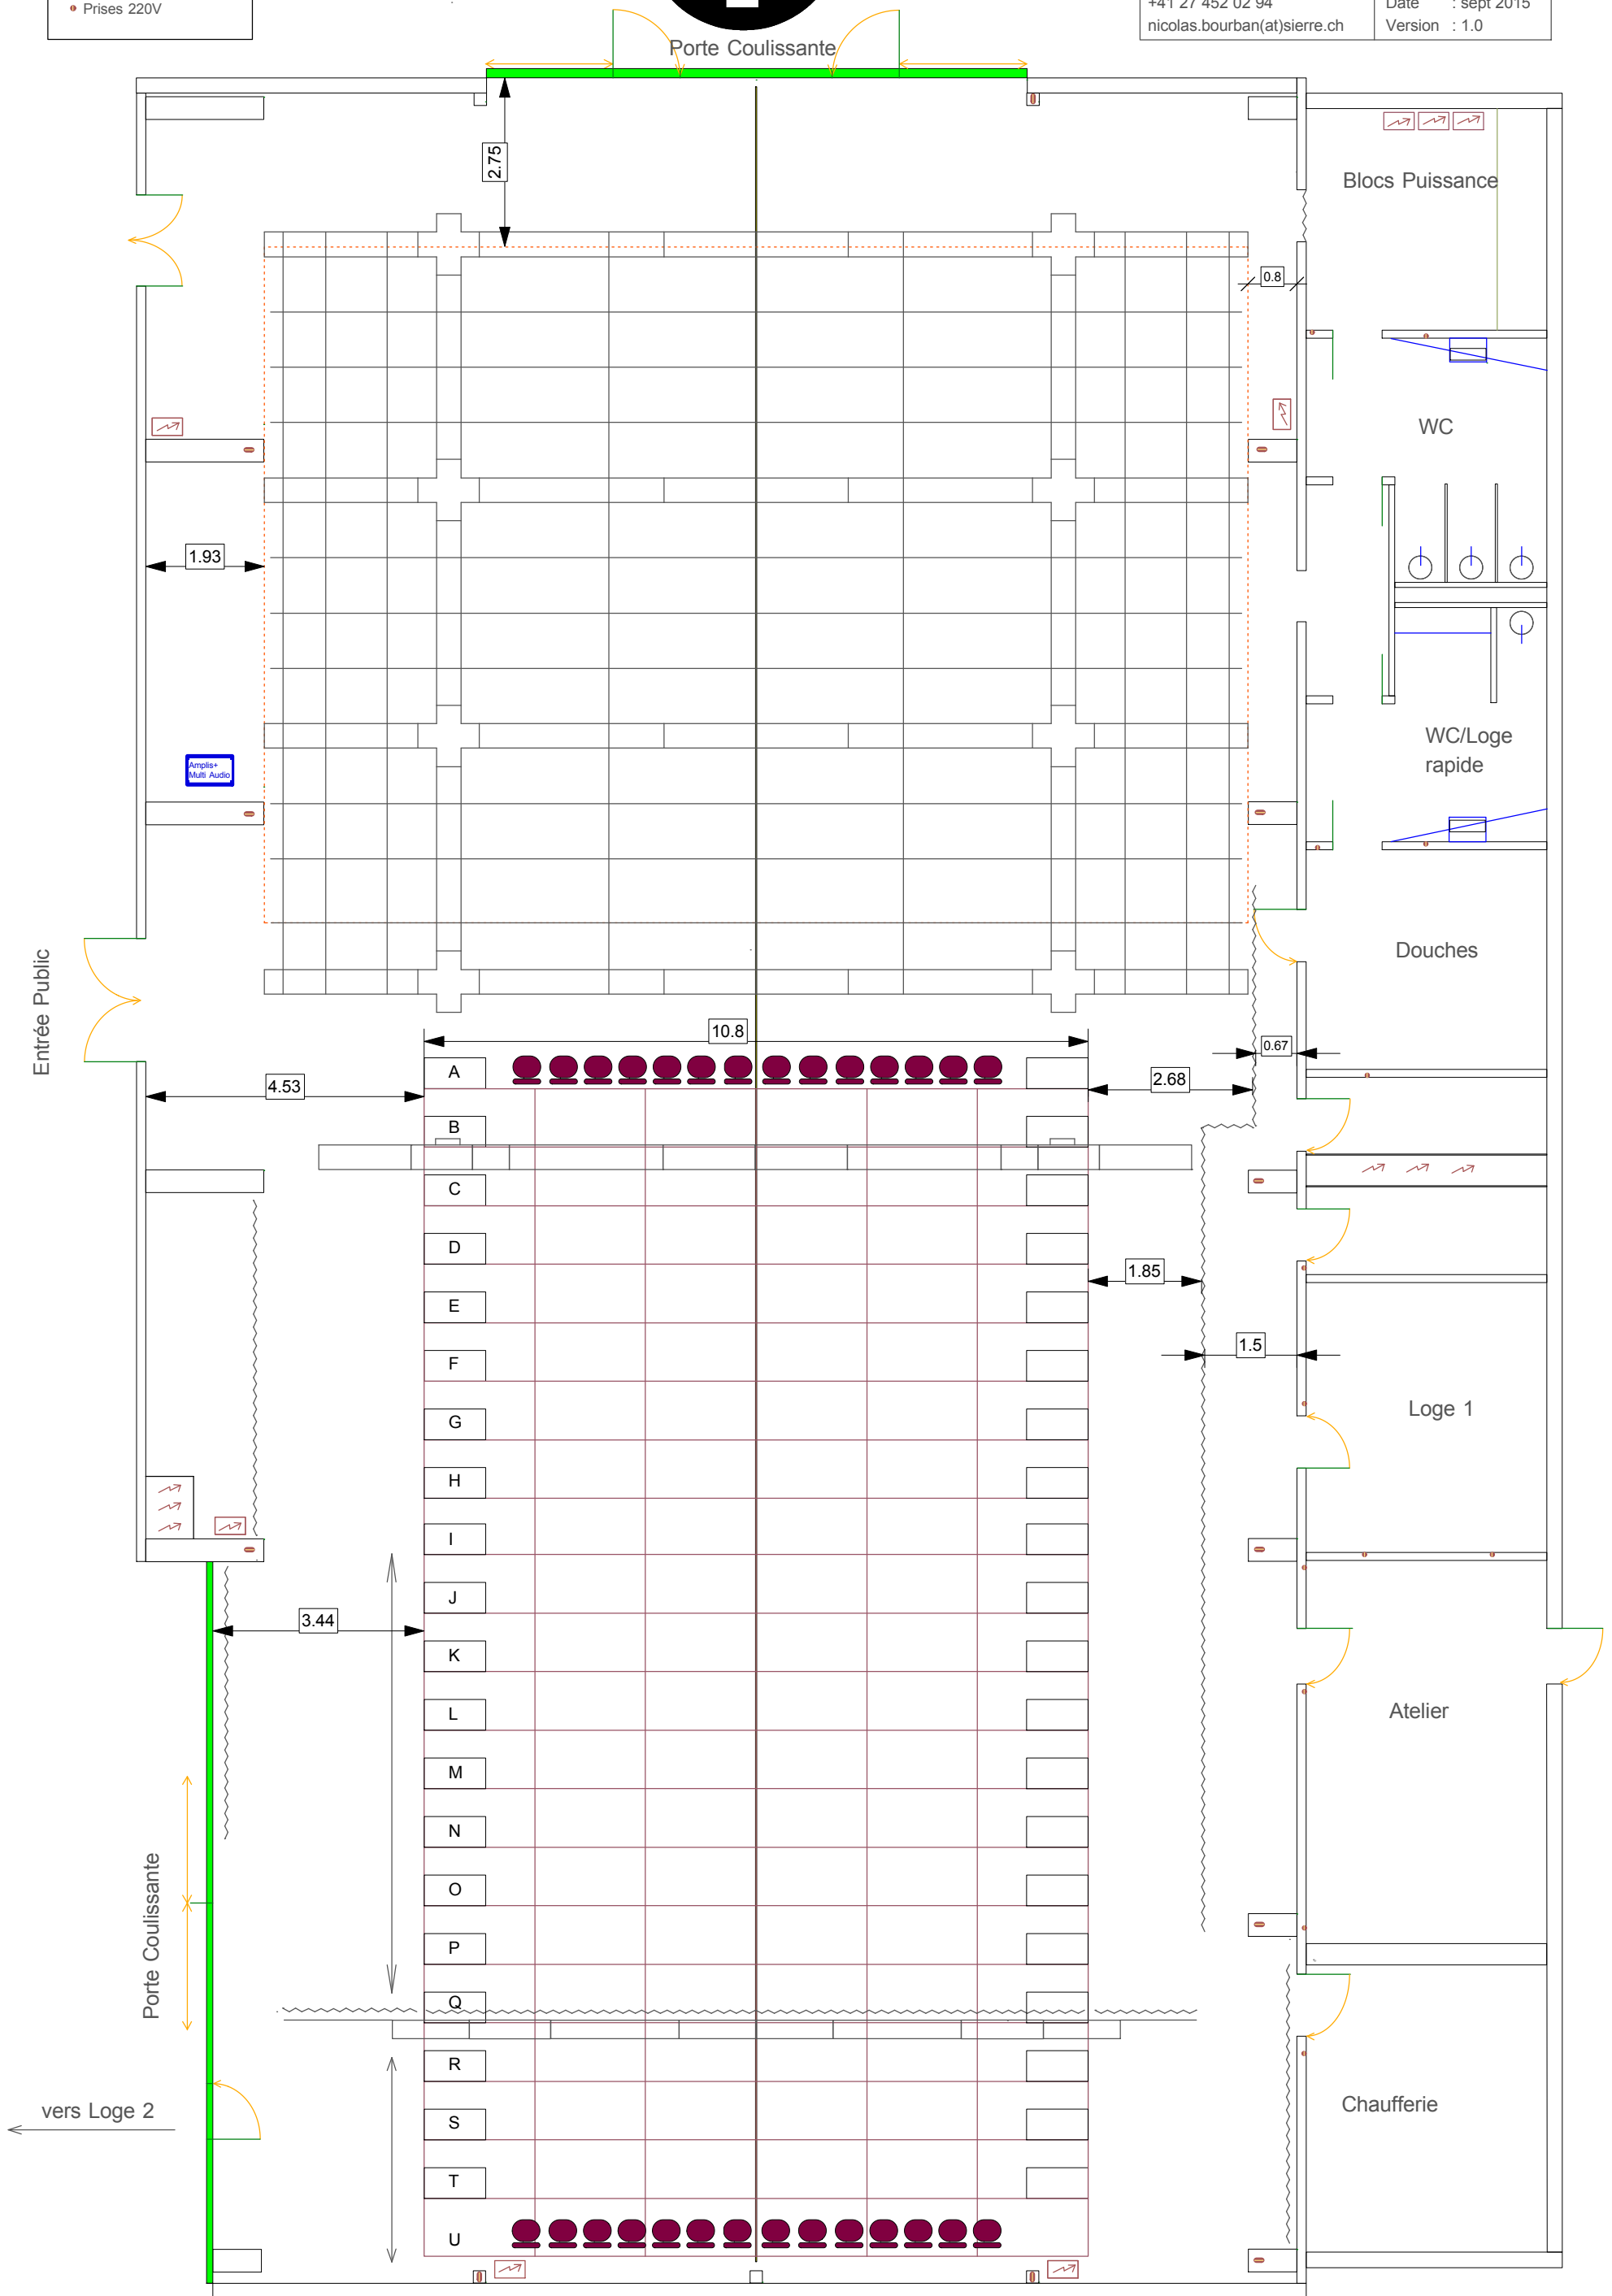 Prises 220V
+41 27 452 02 94
nicolas.bourban(at)sierre.ch
Date : sept 2015
Version : 1.0
Porte Coulissante
2.75
Blocs Puissance
0.8
WC
1.93
WC/Loge
rapide
Amplis+
Multi Audio
Entrée Public
Douches
10.8
0.67
A
2.68
4.53
B
C
D
1.85
E
1.5
F
Loge 1
G
H
I
J
3.44
K
L
Atelier
M
N
O
Porte Coulissante
P
Q
R
vers Loge 2
Chaufferie
S
T
U